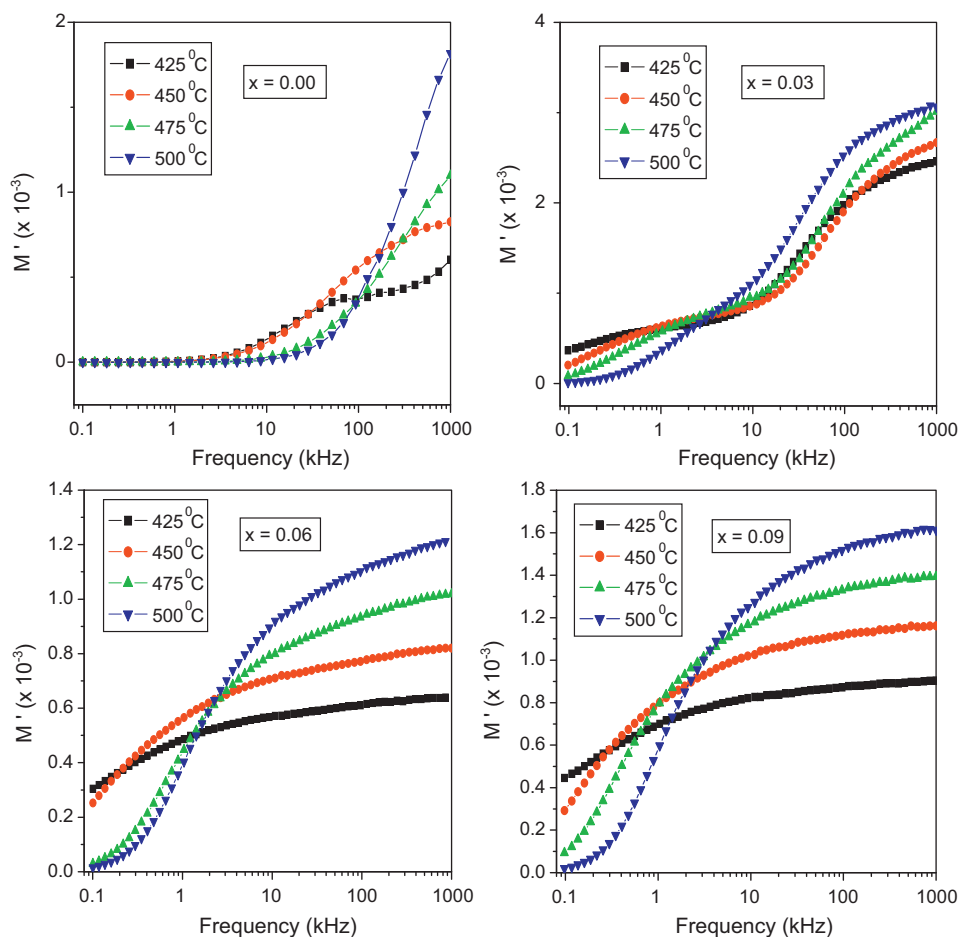 2
1
0
M ' (x 10⁻³)
425 ⁰C
450 ⁰C
475 ⁰C
500 ⁰C
x = 0.00
0.1 1 10 100 1000
Frequency (kHz)
4
2
0
M ' (x 10⁻³)
425 ⁰C
450 ⁰C
475 ⁰C
500 ⁰C
x = 0.03
0.1 1 10 100 1000
Frequency (kHz)
1.4
1.2
1.0
0.8
0.6
0.4
0.2
0.0
M ' (x 10⁻³)
425 ⁰C
450 ⁰C
475 ⁰C
500 ⁰C
x = 0.06
0.1 1 10 100 1000
Frequency (kHz)
1.8
1.6
1.4
1.2
1.0
0.8
0.6
0.4
0.2
0.0
M ' (x 10⁻³)
425 ⁰C
450 ⁰C
475 ⁰C
500 ⁰C
x = 0.09
0.1 1 10 100 1000
Frequency (kHz)